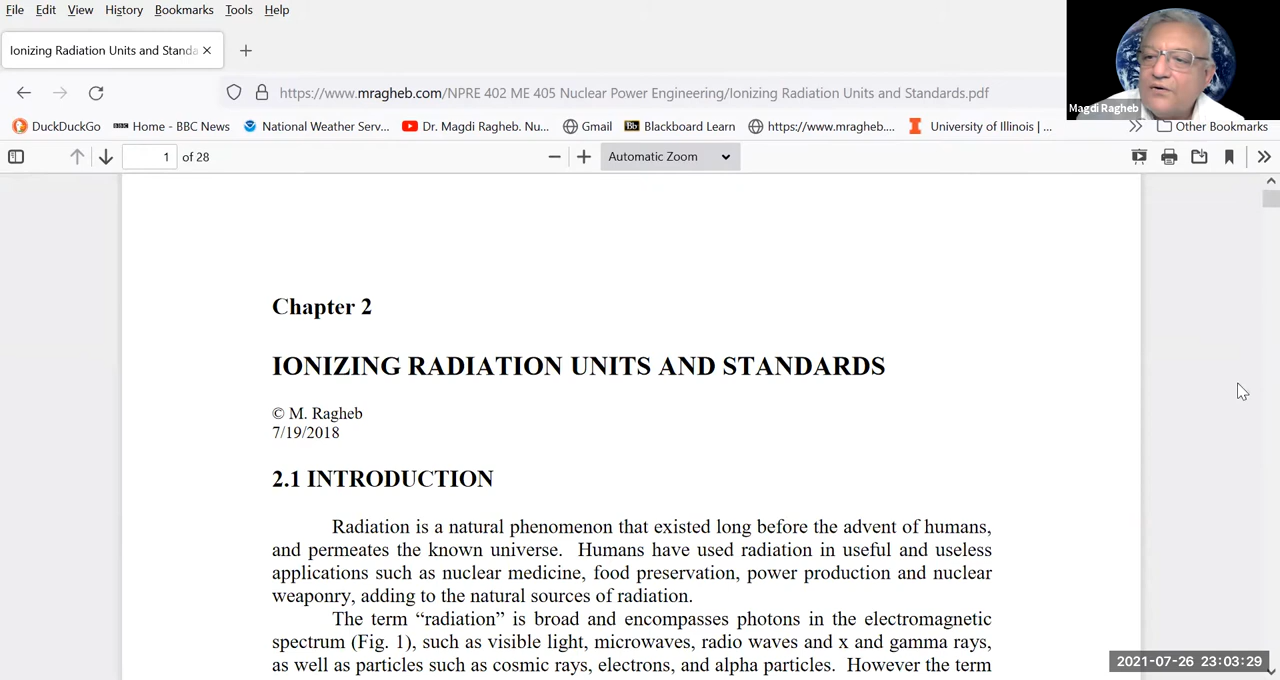 File Edit View History Bookmarks Tools Help
Ionizing Radiation Units and Standa
https://www.mragheb.com/NPRE 402 ME 405 Nuclear Power Engineering/Ionizing Radiation Units and Standards.pdf
Magdi Ragheb
DuckDuckGo BBC Home - BBC News National Weather Serv... Dr. Magdi Ragheb. Nu... Gmail Bb Blackboard Learn https://www.mragheb.... University of Illinois | ... Other Bookmarks
1 of 28 Automatic Zoom
Chapter 2
IONIZING RADIATION UNITS AND STANDARDS
© M. Ragheb
7/19/2018
2.1 INTRODUCTION
Radiation is a natural phenomenon that existed long before the advent of humans,
and permeates the known universe. Humans have used radiation in useful and useless
applications such as nuclear medicine, food preservation, power production and nuclear
weaponry, adding to the natural sources of radiation.
The term “radiation” is broad and encompasses photons in the electromagnetic
spectrum (Fig. 1), such as visible light, microwaves, radio waves and x and gamma rays,
as well as particles such as cosmic rays, electrons, and alpha particles. However the term
2021-07-26 23:03:29